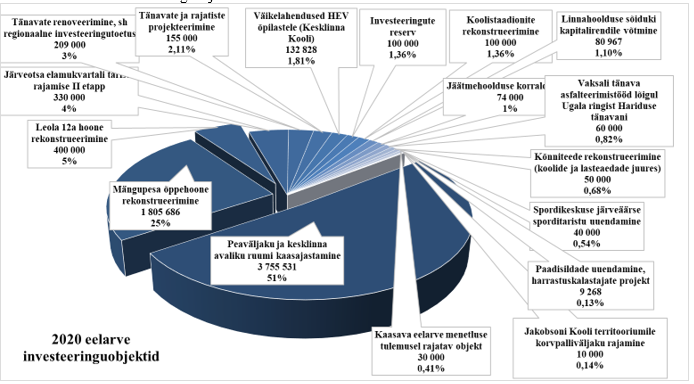 Tänavate renoveerimine, sh
regionaalne investeeringutoetus
209 000
3%
Tänavate ja rajatiste
projekteerimine
155 000
2,11%
Väikelahendused HEV
õpilastele (Kesklinna
Kooli)
132 828
1,81%
Investeeringute
reserv
100 000
1,36%
Koolistaadionite
rekonstrueerimine
100 000
1,36%
Linnahoolduse sõiduki
kapitalirendile võtmine
80 967
1,10%
Järveotsa elamukvartali
rajamise II etapp
330 000
4%
Jäätmehoolduse
74 000
1%
Vaksali tänava
asfalteerimistööd lõigul
Ugala ringist Hariduse
tänavani
60 000
0,82%
Leola 12a hoone
rekonstrueerimine
400 000
5%
Kõnniteede rekonstrueerimine
(koolide ja lasteaedade juures)
50 000
0,68%
Mängupesa õppehoone
rekonstrueerimine
1 805 686
25%
Spordikeskuse järveäärse
sporditaristu uuendamine
40 000
0,54%
Peaväljaku ja kesklinna
avaliku ruumi kaasajastamine
3 755 531
51%
Paadisildade uuendamine,
harrastuskalastajate projekt
9 268
0,13%
2020 eelarve
investeeringuobjektid
Kaasava eelarve menetluse
tulemusel rajatav objekt
30 000
0,41%
Jakobsoni Kooli territooriumile
korvpalliväljaku rajamine
10 000
0,14%